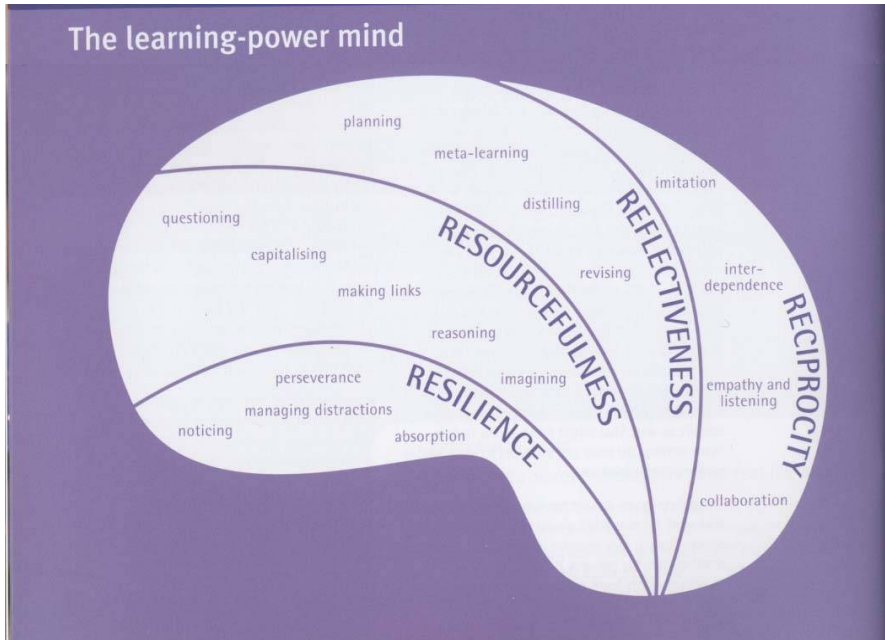 The learning-power mind
planning
meta-learning
distilling
revising
REFLECTIVENESS
imitation
inter-
dependence
empathy and
listening
collaboration
RECIPROCITY
questioning
capitalising
making links
reasoning
imagining
RESOURCEFULNESS
perseverance
managing distractions
noticing
absorption
RESILIENCE